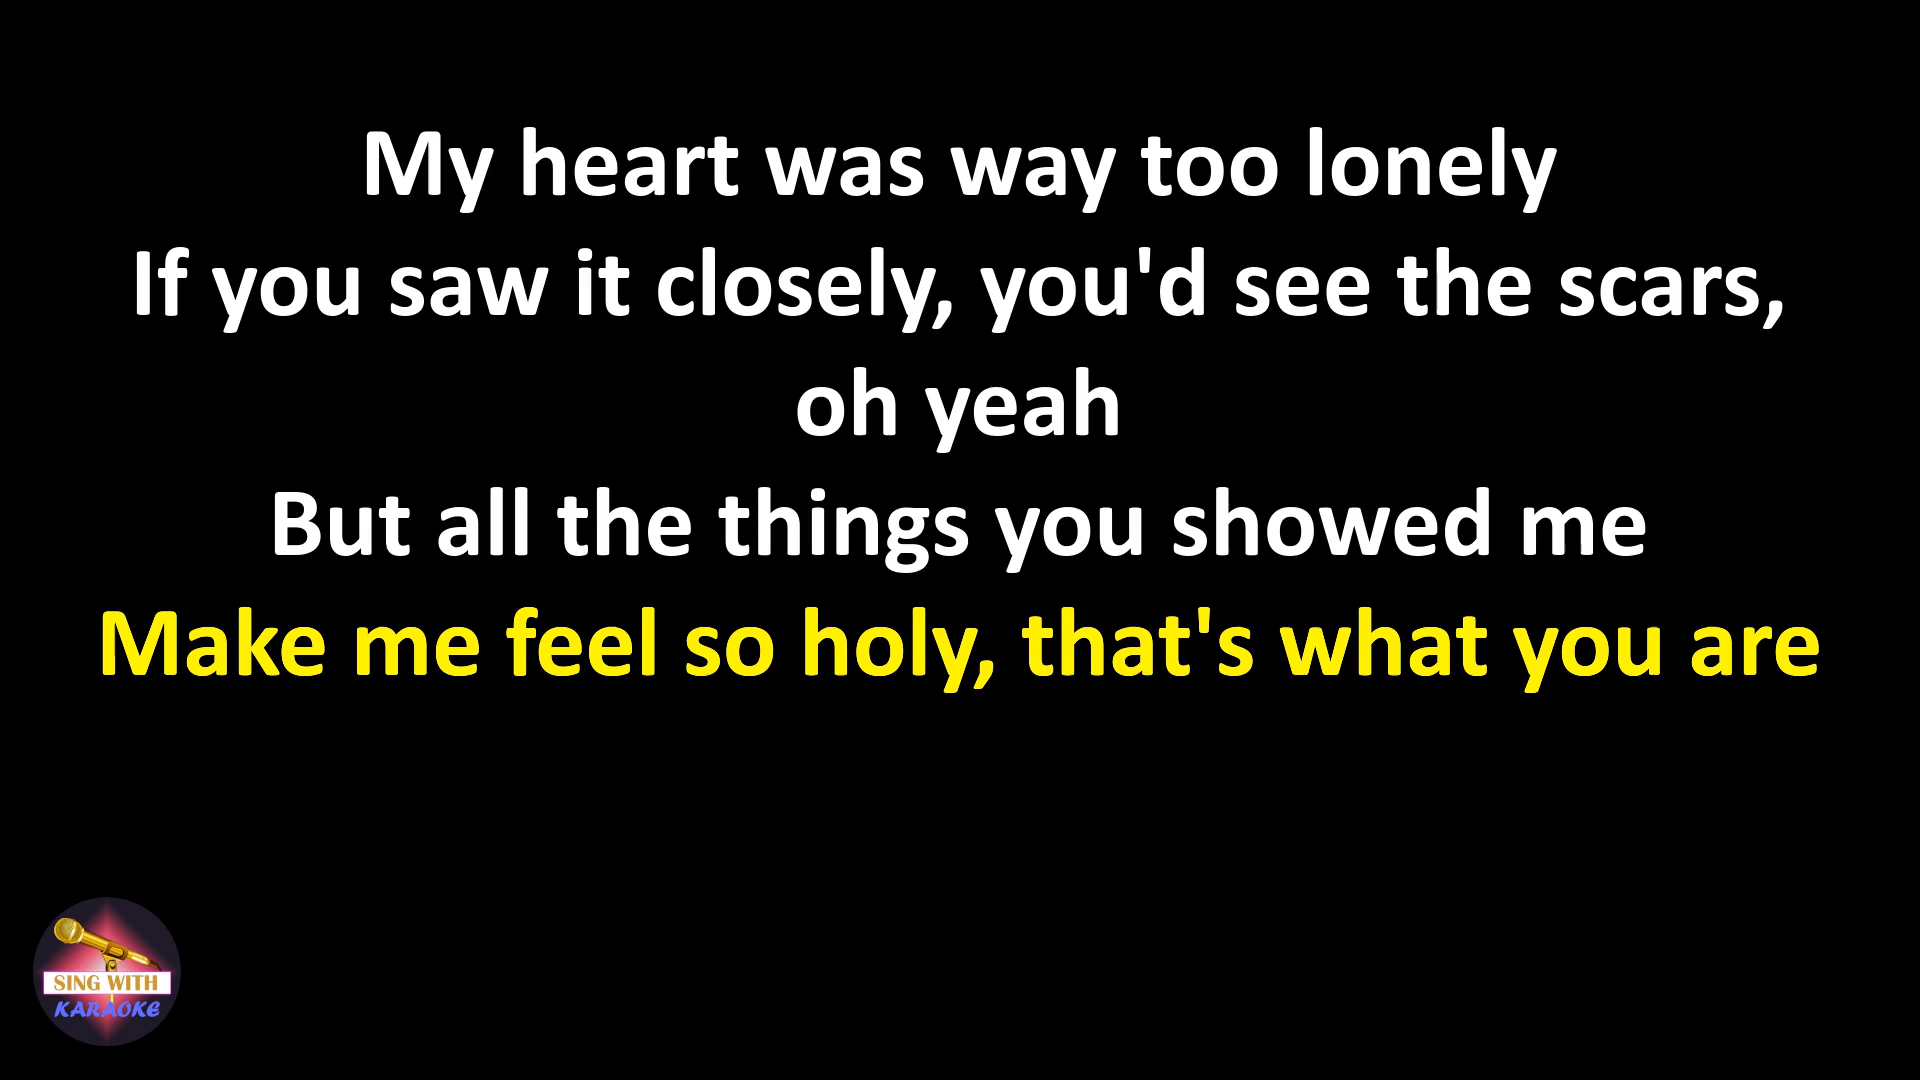 My heart was way too lonely
If you saw it closely, you'd see the scars,
oh yeah
But all the things you showed me
Make me feel so holy, that's what you are
SING WITH
KARAOKE